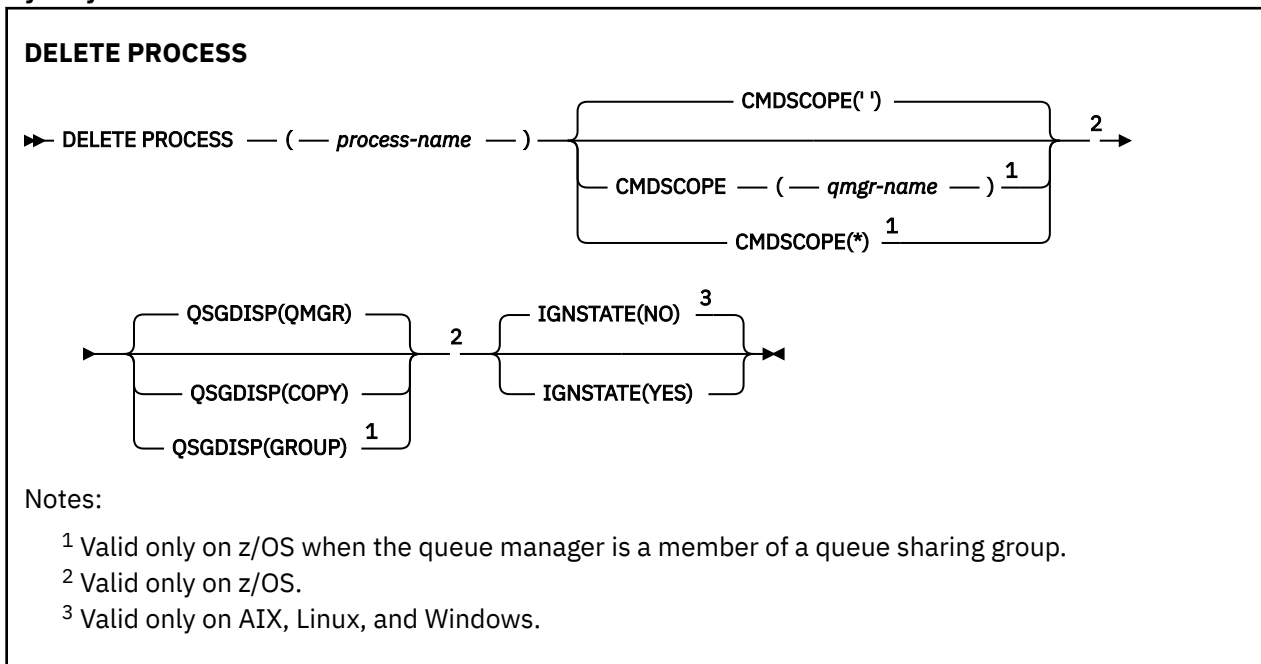 DELETE PROCESS
CMDSCOPE(' ')
DELETE PROCESS ( process-name ) 2
CMDSCOPE ( qmgr-name ) 1
CMDSCOPE(*) 1
QSGDISP(QMGR) IGNSTATE(NO) 3
2
QSGDISP(COPY) IGNSTATE(YES)
QSGDISP(GROUP) 1
Notes:
1 Valid only on z/OS when the queue manager is a member of a queue sharing group.
2 Valid only on z/OS.
3 Valid only on AIX, Linux, and Windows.